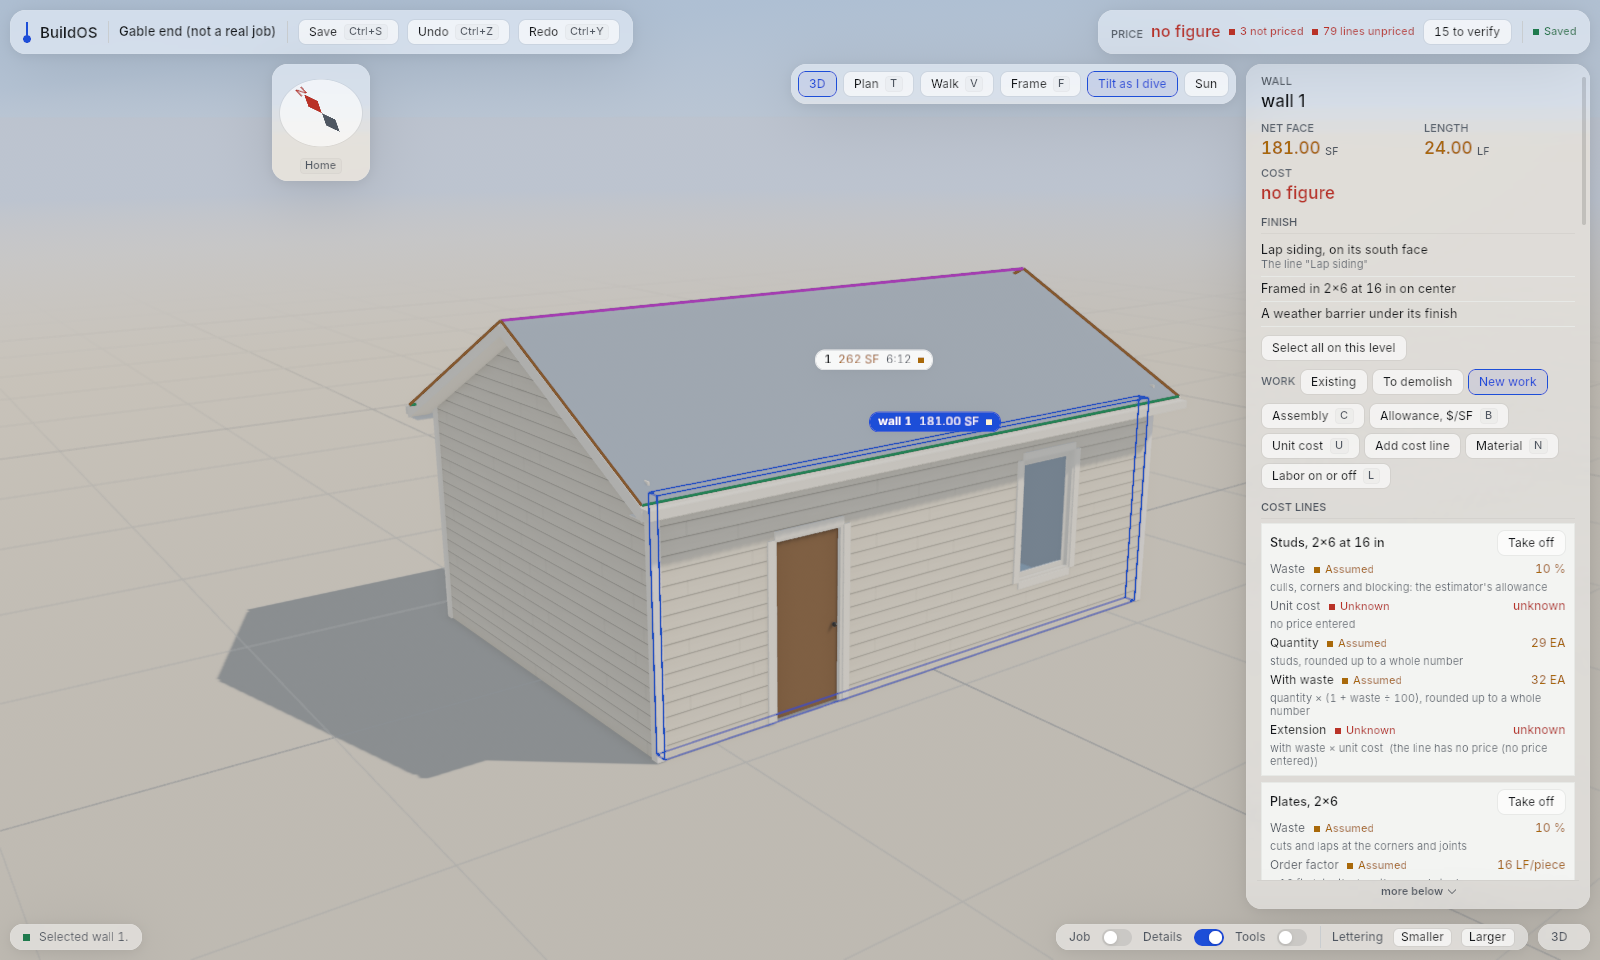 BuildOS
Gable end (not a real job)
Save Ctrl+S
Undo Ctrl+Z
Redo Ctrl+Y
PRICE no figure 3 not priced 79 lines unpriced 15 to verify Saved
N
Home
3D
Plan T
Walk V
Frame F
Tilt as I dive
Sun
WALL
wall 1
NET FACE LENGTH
181.00 SF 24.00 LF
COST
no figure
FINISH
Lap siding, on its south face
The line "Lap siding"
Framed in 2×6 at 16 in on center
A weather barrier under its finish
Select all on this level
WORK Existing To demolish New work
Assembly C Allowance, $/SF B
Unit cost U Add cost line Material N
Labor on or off L
COST LINES
Studs, 2×6 at 16 in Take off
Waste Assumed 10 %
culls, corners and blocking: the estimator's allowance
Unit cost Unknown unknown
no price entered
Quantity Assumed 29 EA
studs, rounded up to a whole number
With waste Assumed 32 EA
quantity × (1 + waste ÷ 100), rounded up to a whole
number
Extension Unknown unknown
with waste × unit cost (the line has no price (no price
entered))
Plates, 2×6 Take off
Waste Assumed 10 %
cuts and laps at the corners and joints
Order factor Assumed 16 LF/piece
more below
1 262 SF 6:12
wall 1 181.00 SF
Selected wall 1.
Job Details Tools Lettering Smaller Larger 3D